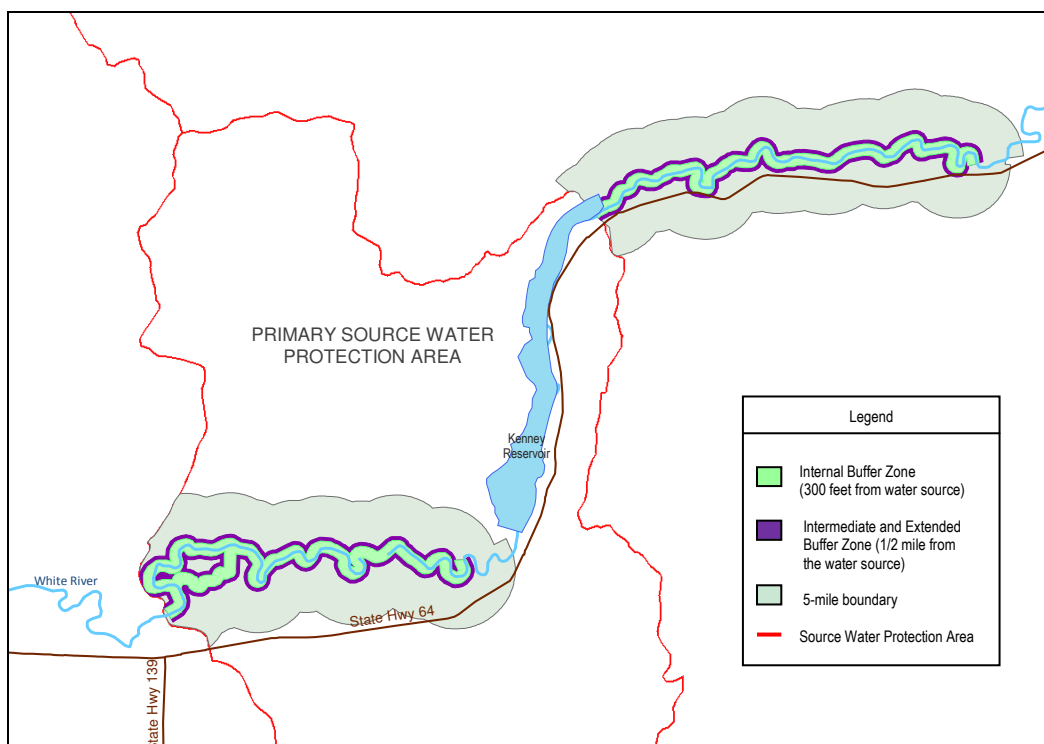 PRIMARY SOURCE WATER
PROTECTION AREA
Kenney
Reservoir
White River
State Hwy 64
State Hwy 139
Legend
Internal Buffer Zone
(300 feet from water source)
Intermediate and Extended
Buffer Zone (1/2 mile from
the water source)
5-mile boundary
Source Water Protection Area